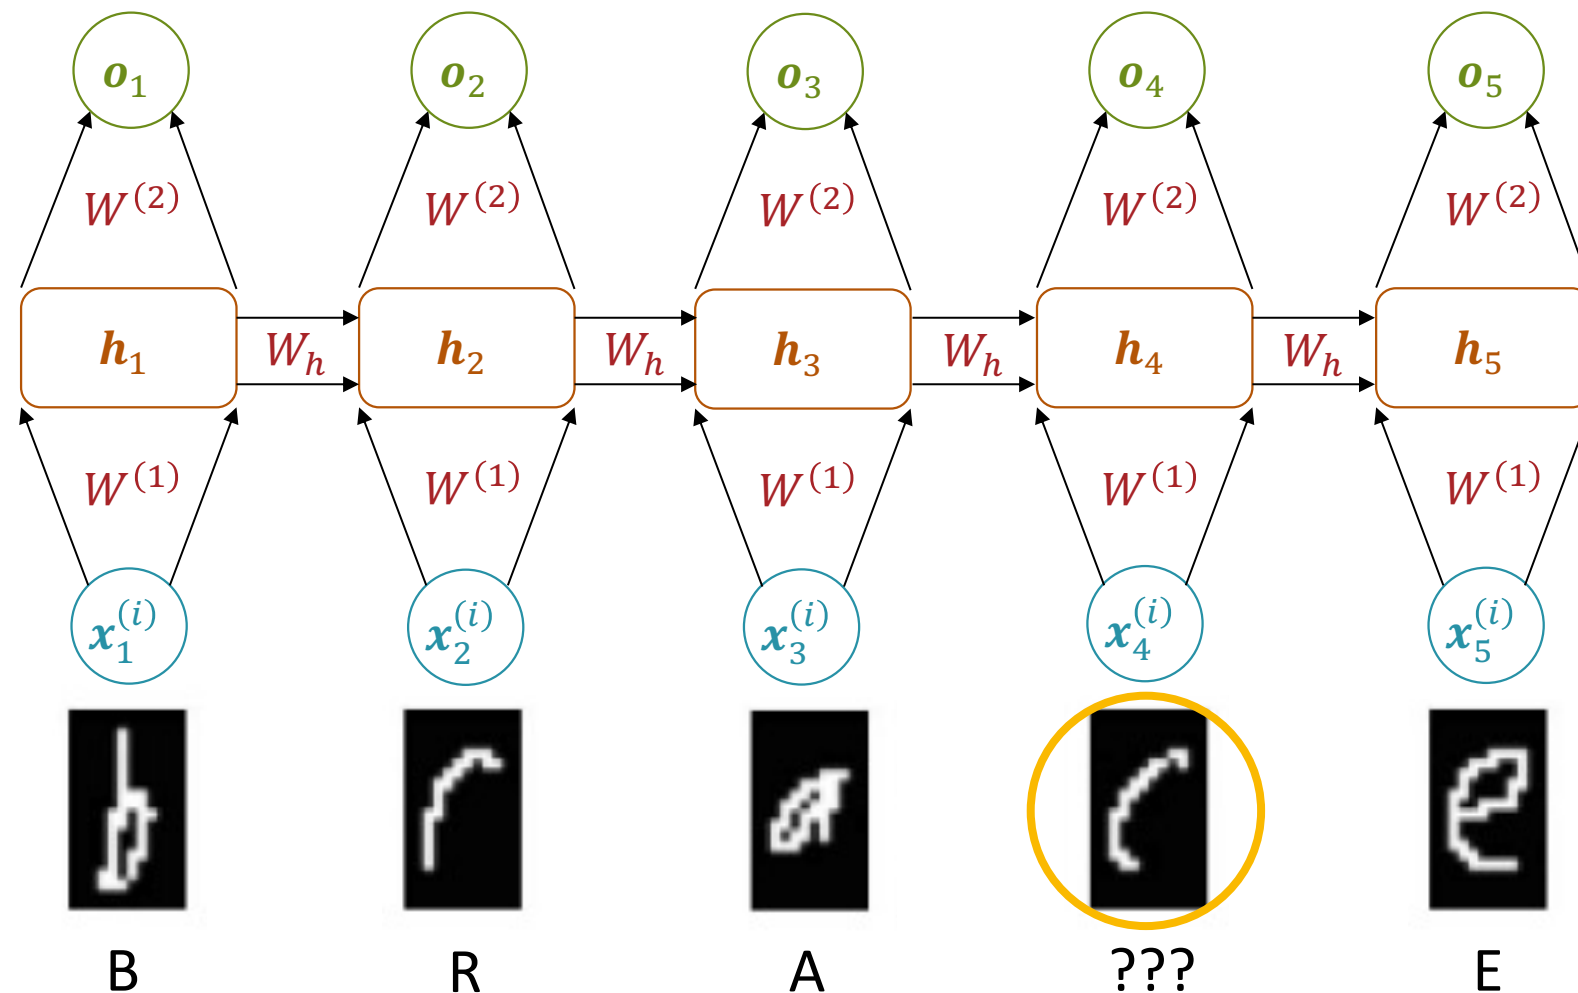 o₁ o₂ o₃ o₄ o₅
W⁽²⁾ W⁽²⁾ W⁽²⁾ W⁽²⁾ W⁽²⁾
h₁ Wₕ h₂ Wₕ h₃ Wₕ h₄ Wₕ h₅
W⁽¹⁾ W⁽¹⁾ W⁽¹⁾ W⁽¹⁾ W⁽¹⁾
x₁⁽ⁱ⁾ x₂⁽ⁱ⁾ x₃⁽ⁱ⁾ x₄⁽ⁱ⁾ x₅⁽ⁱ⁾
B R A ??? E